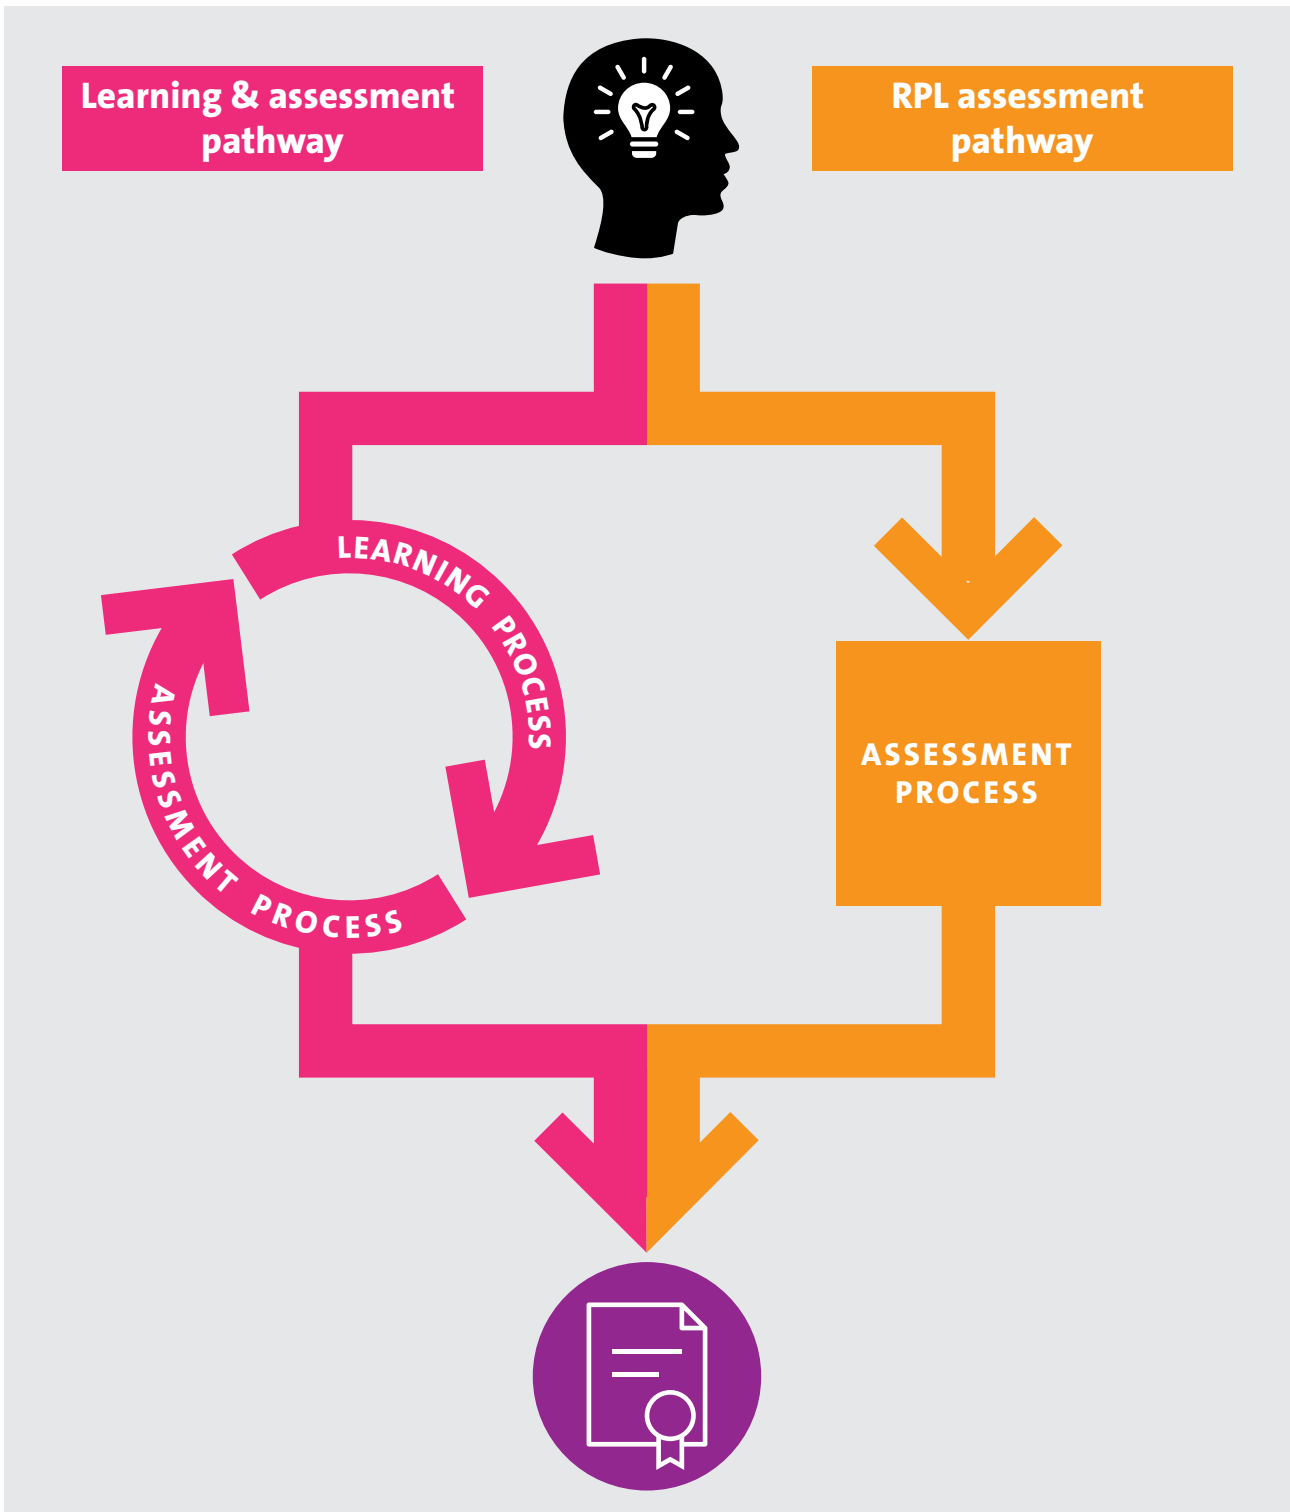 Learning & assessment
pathway
RPL assessment
pathway
LEARNING PROCESS
ASSESSMENT PROCESS
ASSESSMENT
PROCESS